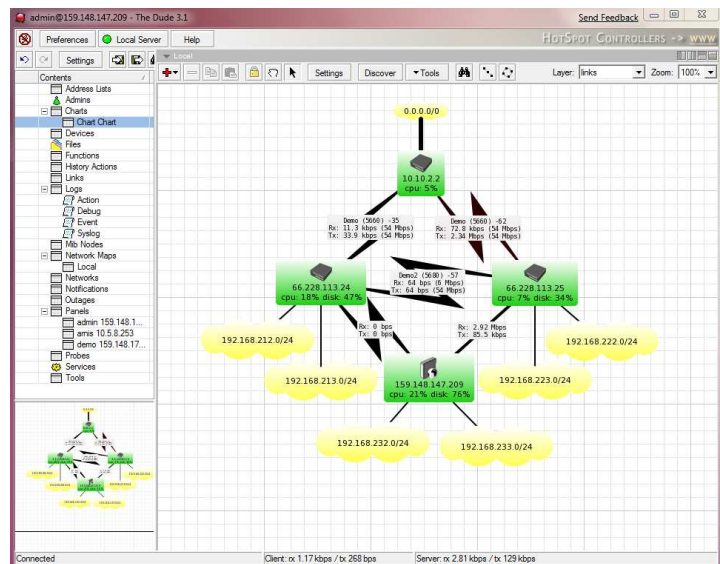 admin@159.148.147.209 - The Dude 3.1
Send Feedback
Preferences
Local Server
Help
HotSpot Controllers -> www
Settings
Local
Contents
Settings
Discover
Tools
Layer: links
Zoom: 100%
Address Lists
Admins
Charts
Chart Chart
Devices
Files
Functions
History Actions
Links
Logs
Action
Debug
Event
Syslog
Mib Nodes
Network Maps
Local
Networks
Notifications
Outages
Panels
admin 159.148.1...
amis 10.5.8.253
demo 159.148.17...
Probes
Services
Tools
0.0.0.0/0
10.10.2.2
cpu: 5%
Demo (5660) -35
Rx: 11.3 kbps (54 Mbps)
Tx: 33.9 kbps (54 Mbps)
Demo (5660) -62
Rx: 72.8 kbps (54 Mbps)
Tx: 2.34 Mbps (54 Mbps)
66.228.113.24
cpu: 18% disk: 47%
Demo2 (5680) -57
Rx: 64 bps (6 Mbps)
Tx: 64 bps (54 Mbps)
66.228.113.25
cpu: 7% disk: 34%
Rx: 0 bps
Tx: 0 bps
Rx: 2.92 Mbps
Tx: 85.5 kbps
192.168.212.0/24
192.168.222.0/24
192.168.213.0/24
159.148.147.209
cpu: 21% disk: 76%
192.168.223.0/24
192.168.232.0/24
192.168.233.0/24
Connected
Client: rx 1.17 kbps / tx 268 bps
Server: rx 2.81 kbps / tx 129 kbps